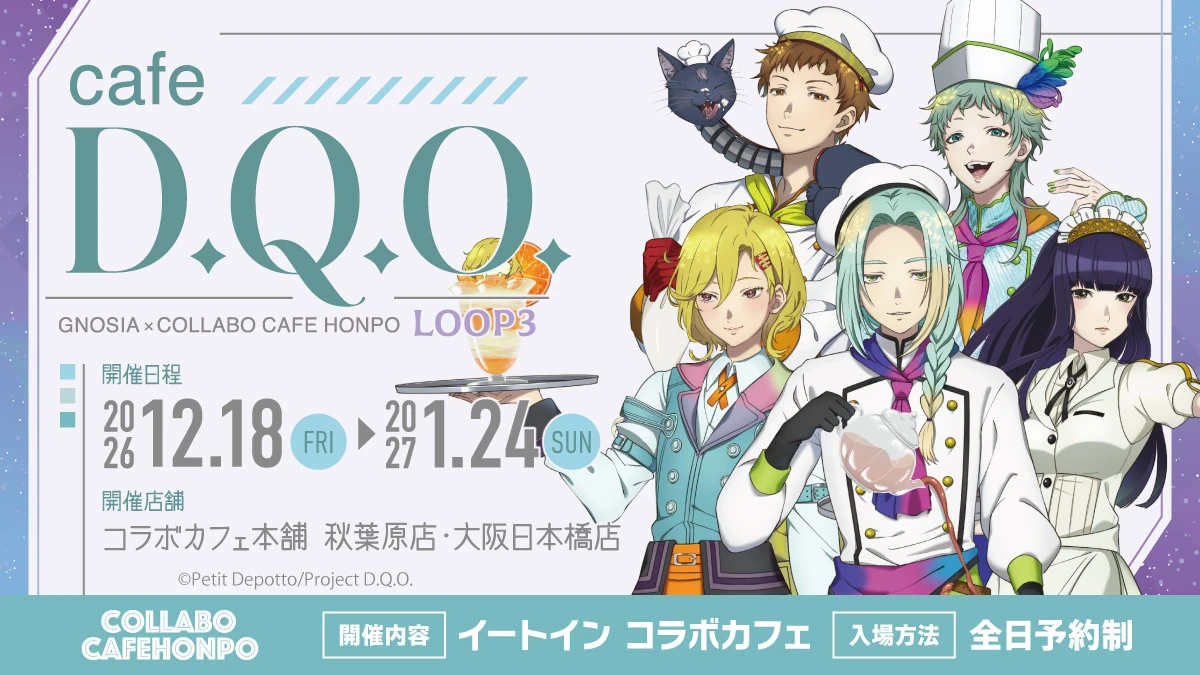 cafe
D.Q.O.
GNOSIA×COLLABO CAFE HONPO LOOP3
開催日程
2026 12.18 FRI ▶ 2027 1.24 SUN
開催店舗
コラボカフェ本舗 秋葉原店・大阪日本橋店
©Petit Depotto/Project D.Q.O.
COLLABO
CAFEHONPO
開催内容 イートイン コラボカフェ 入場方法 全日予約制